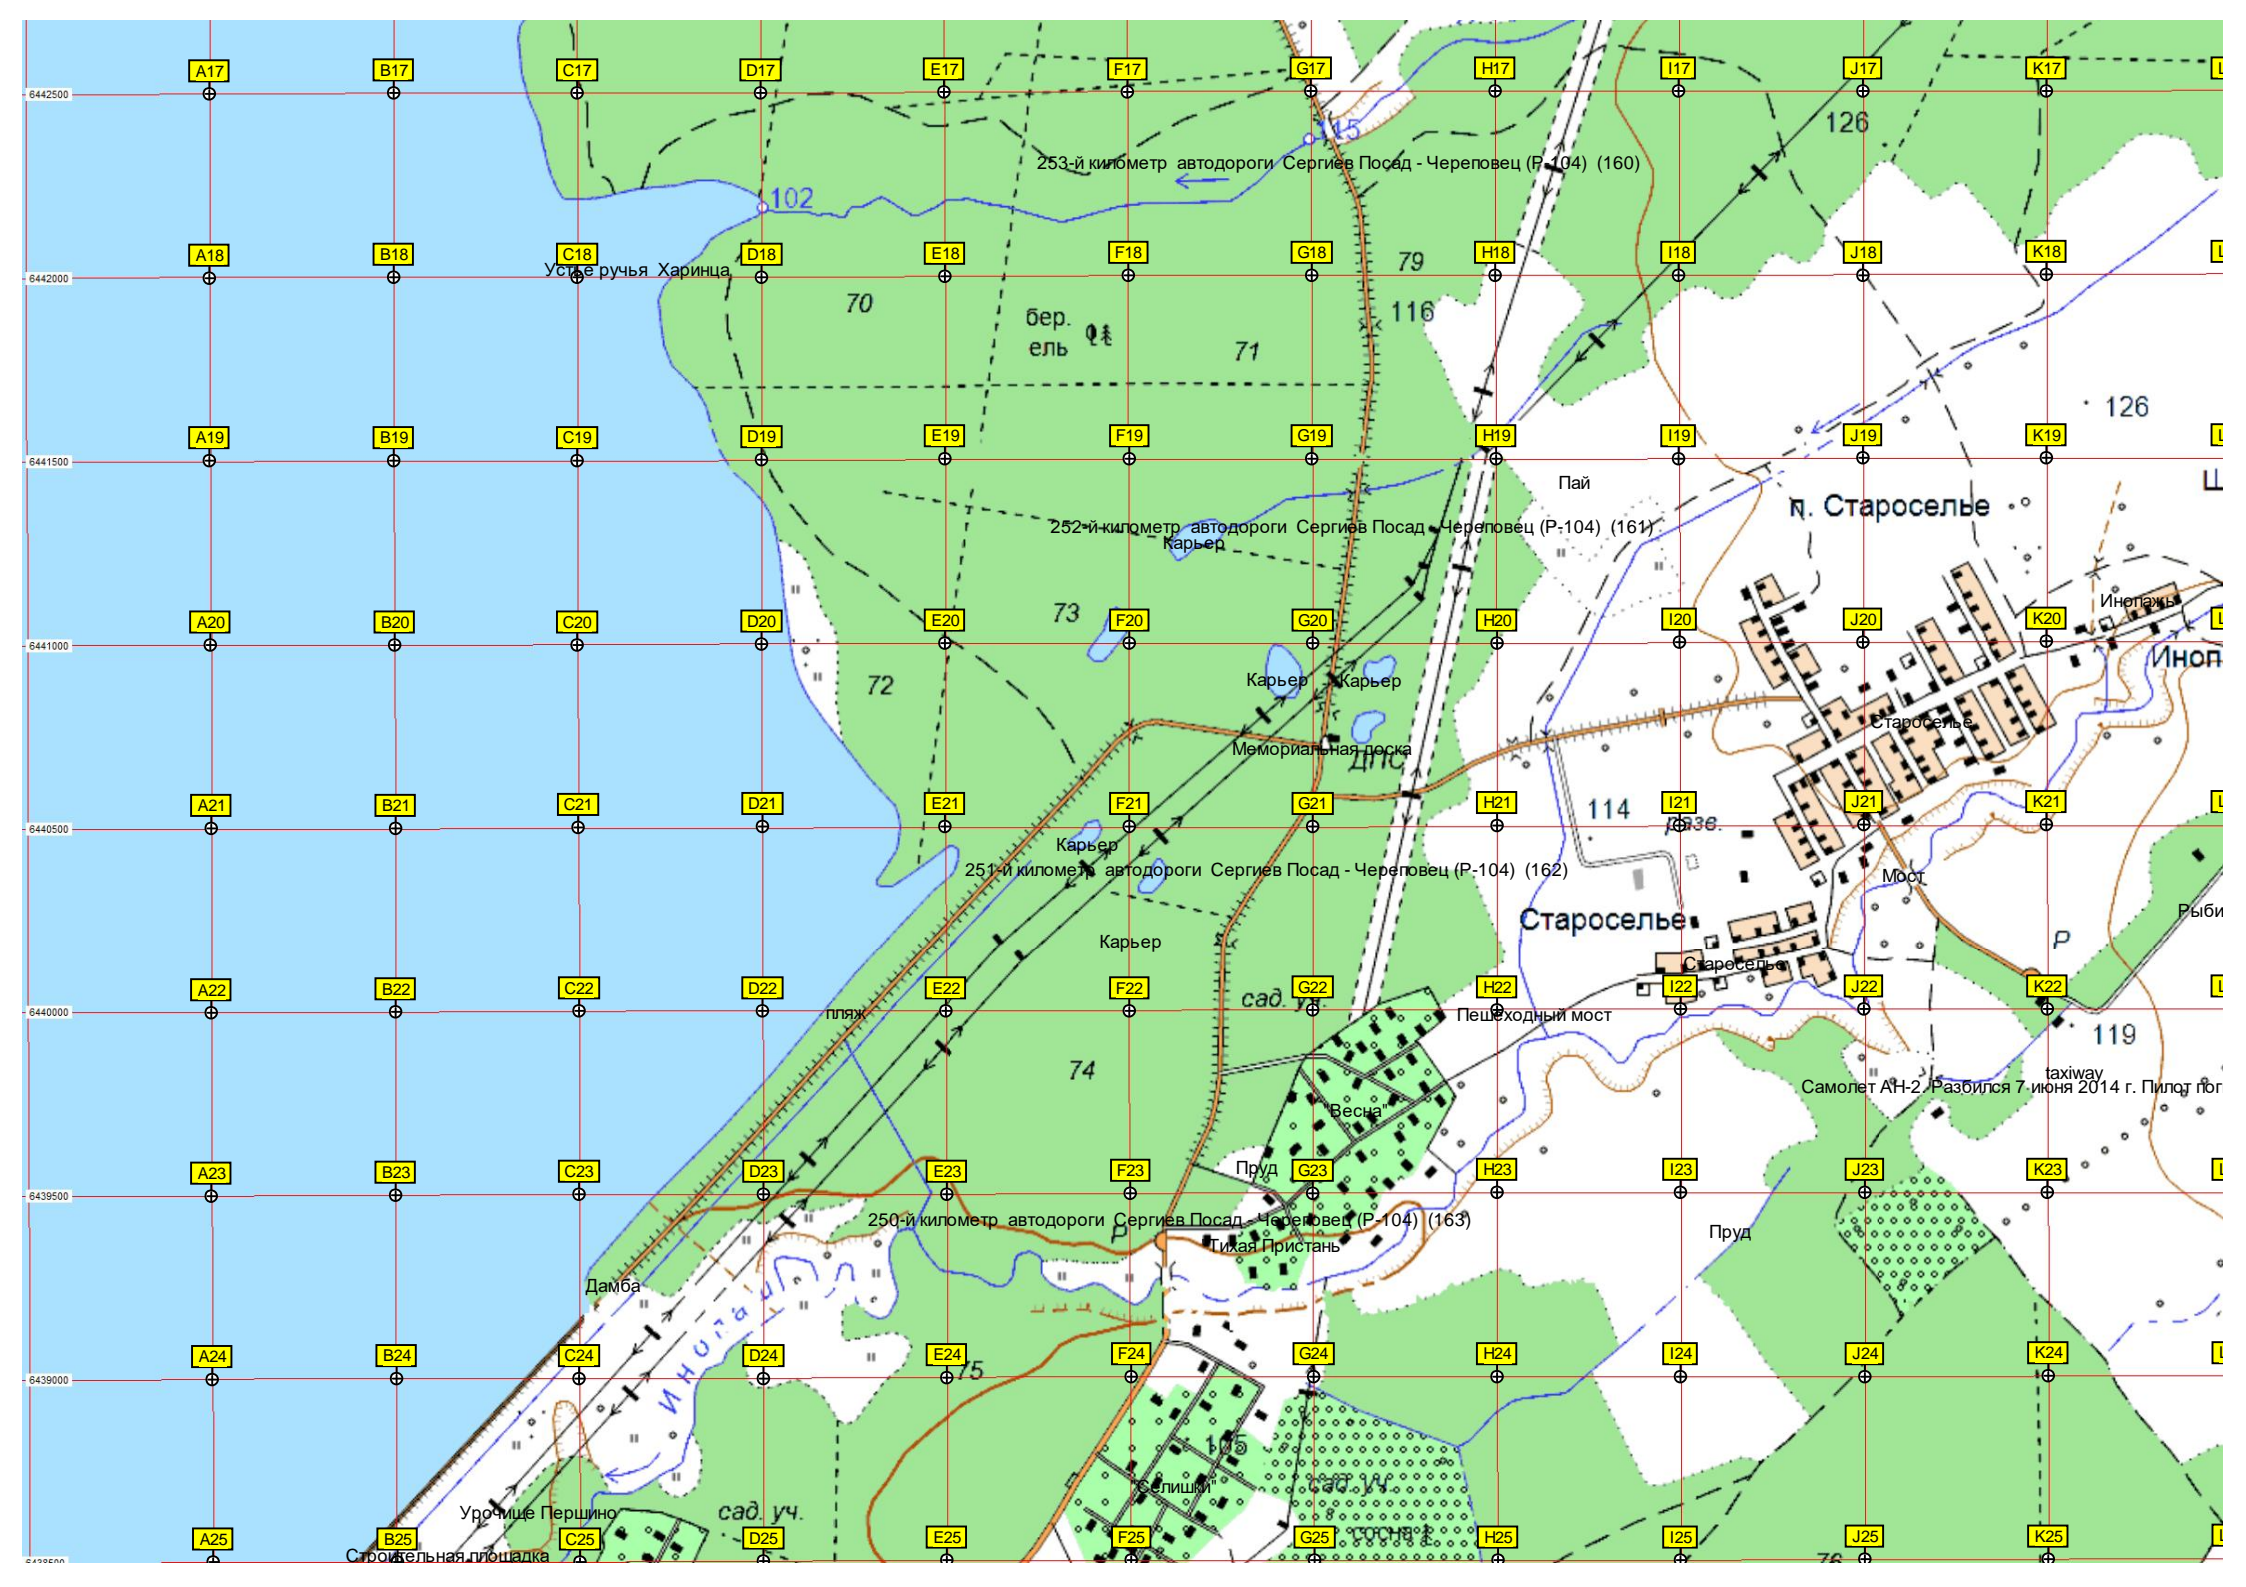 A17 B17 C17 D17 E17 F17 G17 H17 I17 J17 K17 L
6442500
115
126
253-й километр автодороги Сергиев Посад - Череповец (Р-104) (160)
102
A18 B18 C18 D18 E18 F18 G18 H18 I18 J18 K18 L
79
Устье ручья Харинца
6442000
70
116
бер.
ель
71
126
A19 B19 C19 D19 E19 F19 G19 H19 I19 J19 K19 L
6441500
Пай
Ш
п. Староселье
252-й километр автодороги Сергиев Посад - Череповец (Р-104) (161)
Карьер
73
Инопажь
A20 B20 C20 D20 E20 F20 G20 H20 I20 J20 K20 L
6441000
Иноп
72
Карьер
Карьер
Староселье
Мемориальная доска
ДПС
A21 B21 C21 D21 E21 F21 G21 H21 I21 J21 K21 L
114
6440500
разв.
Карьер
251-й километр автодороги Сергиев Посад - Череповец (Р-104) (162)
Мост
Рыби
Староселье
Карьер
Р
Староселье
A22 B22 C22 D22 E22 F22 G22 H22 I22 J22 K22 L
сад. уч.
6440000
пляж
Пешеходный мост
119
74
taxiway
Самолет АН-2. Разбился 7 июня 2014 г. Пилот пог
"Весна"
A23 B23 C23 D23 E23 F23 G23 H23 I23 J23 K23 L
Пруд
6439500
250-й километр автодороги Сергиев Посад - Череповец (Р-104) (163)
Р
Пруд
Тихая Пристань
Дамба
A24 B24 C24 D24 E24 F24 G24 H24 I24 J24 K24 L
75
6439000
105
"Селишки"
сад. уч.
Урочище Першино
сад. уч.
A25 B25 C25 D25 E25 F25 G25 H25 I25 J25 K25 L
сосна
Строительная площадка
76
6438500